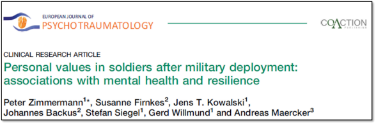 EUROPEAN JOURNAL OF
PSYCHOTRAUMATOLOGY
COACTION
CLINICAL RESEARCH ARTICLE
Personal values in soldiers after military deployment:
associations with mental health and resilience
Peter Zimmermann¹*, Susanne Firnkes², Jens T. Kowalski¹,
Johannes Backus², Stefan Siegel¹, Gerd Willmund¹ and Andreas Maercker³